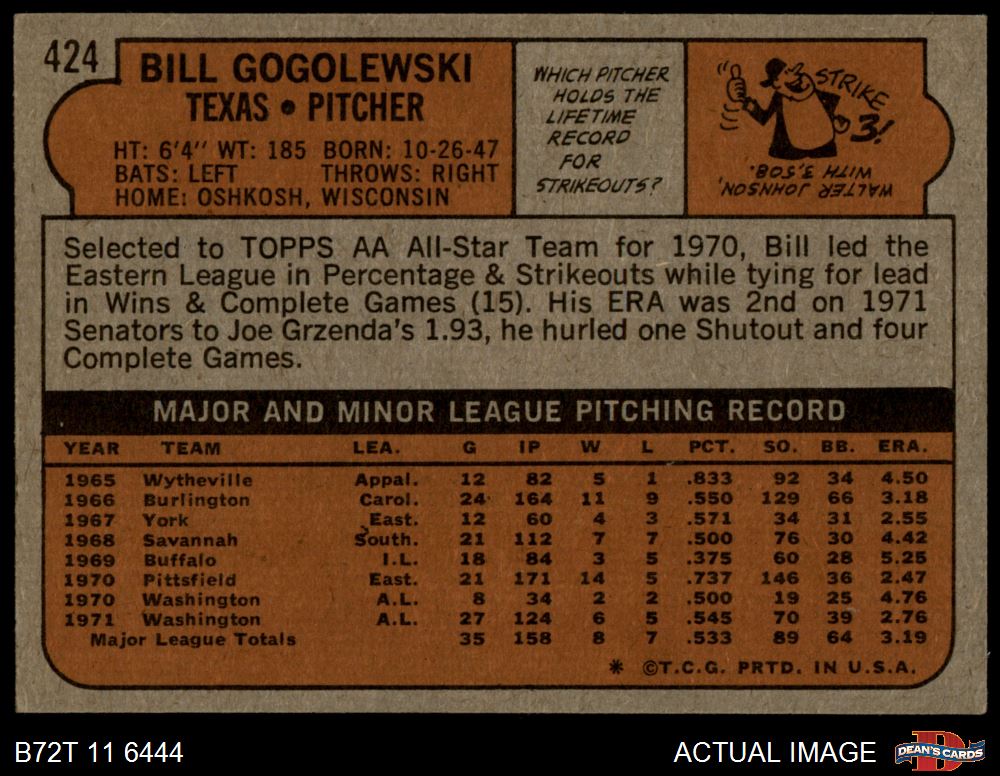 424
BILL GOGOLEWSKI
TEXAS • PITCHER
HT: 6'4" WT: 185 BORN: 10-26-47
BATS: LEFT THROWS: RIGHT
HOME: OSHKOSH, WISCONSIN
WHICH PITCHER
HOLDS THE
LIFETIME
RECORD
FOR
STRIKEOUTS?
STRIKE
3!
WALTER JOHNSON,
WITH 3,508.
Selected to TOPPS AA All-Star Team for 1970, Bill led the
Eastern League in Percentage & Strikeouts while tying for lead
in Wins & Complete Games (15). His ERA was 2nd on 1971
Senators to Joe Grzenda's 1.93, he hurled one Shutout and four
Complete Games.
MAJOR AND MINOR LEAGUE PITCHING RECORD
YEAR TEAM LEA. G IP W L PCT. SO. BB. ERA.
1965 Wytheville Appal. 12 82 5 1 .833 92 34 4.50
1966 Burlington Carol. 24 164 11 9 .550 129 66 3.18
1967 York East. 12 60 4 3 .571 34 31 2.55
1968 Savannah South. 21 112 7 7 .500 76 30 4.42
1969 Buffalo I.L. 18 84 3 5 .375 60 28 5.25
1970 Pittsfield East. 21 171 14 5 .737 146 36 2.47
1970 Washington A.L. 8 34 2 2 .500 19 25 4.76
1971 Washington A.L. 27 124 6 5 .545 70 39 2.76
Major League Totals 35 158 8 7 .533 89 64 3.19
* ©T.C.G. PRTD. IN U.S.A.
B72T 11 6444
ACTUAL IMAGE
D
DEAN'S CARDS